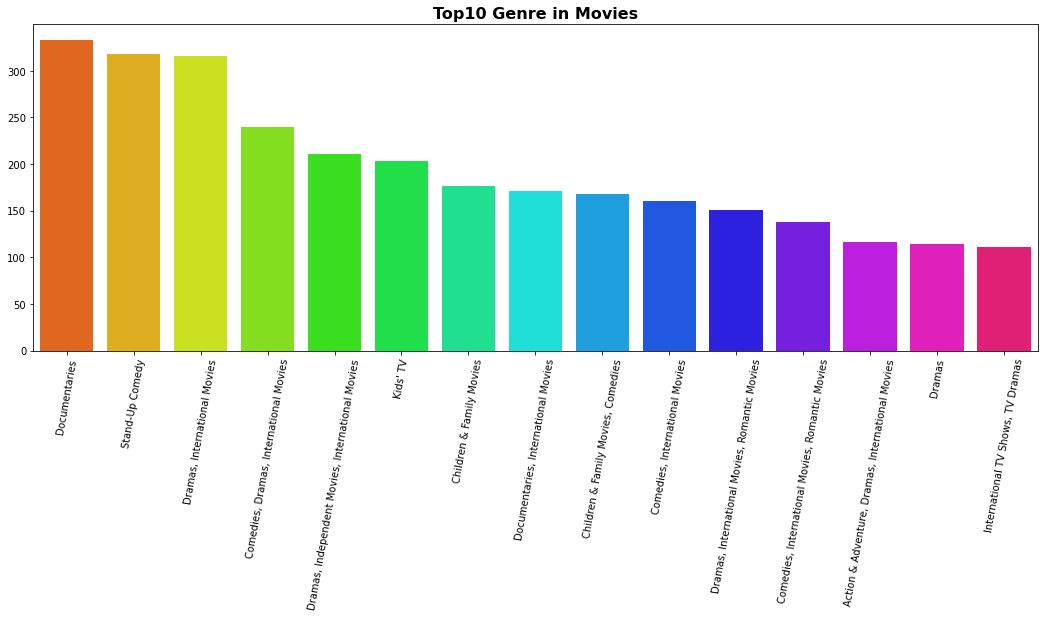 Top10 Genre in Movies
300
250
200
150
100
50
0
Documentaries
Stand-Up Comedy
Dramas, International Movies
Comedies, Dramas, International Movies
Dramas, Independent Movies, International Movies
Kids' TV
Children & Family Movies
Documentaries, International Movies
Children & Family Movies, Comedies
Comedies, International Movies
Dramas, International Movies, Romantic Movies
Comedies, International Movies, Romantic Movies
Action & Adventure, Dramas, International Movies
Dramas
International TV Shows, TV Dramas